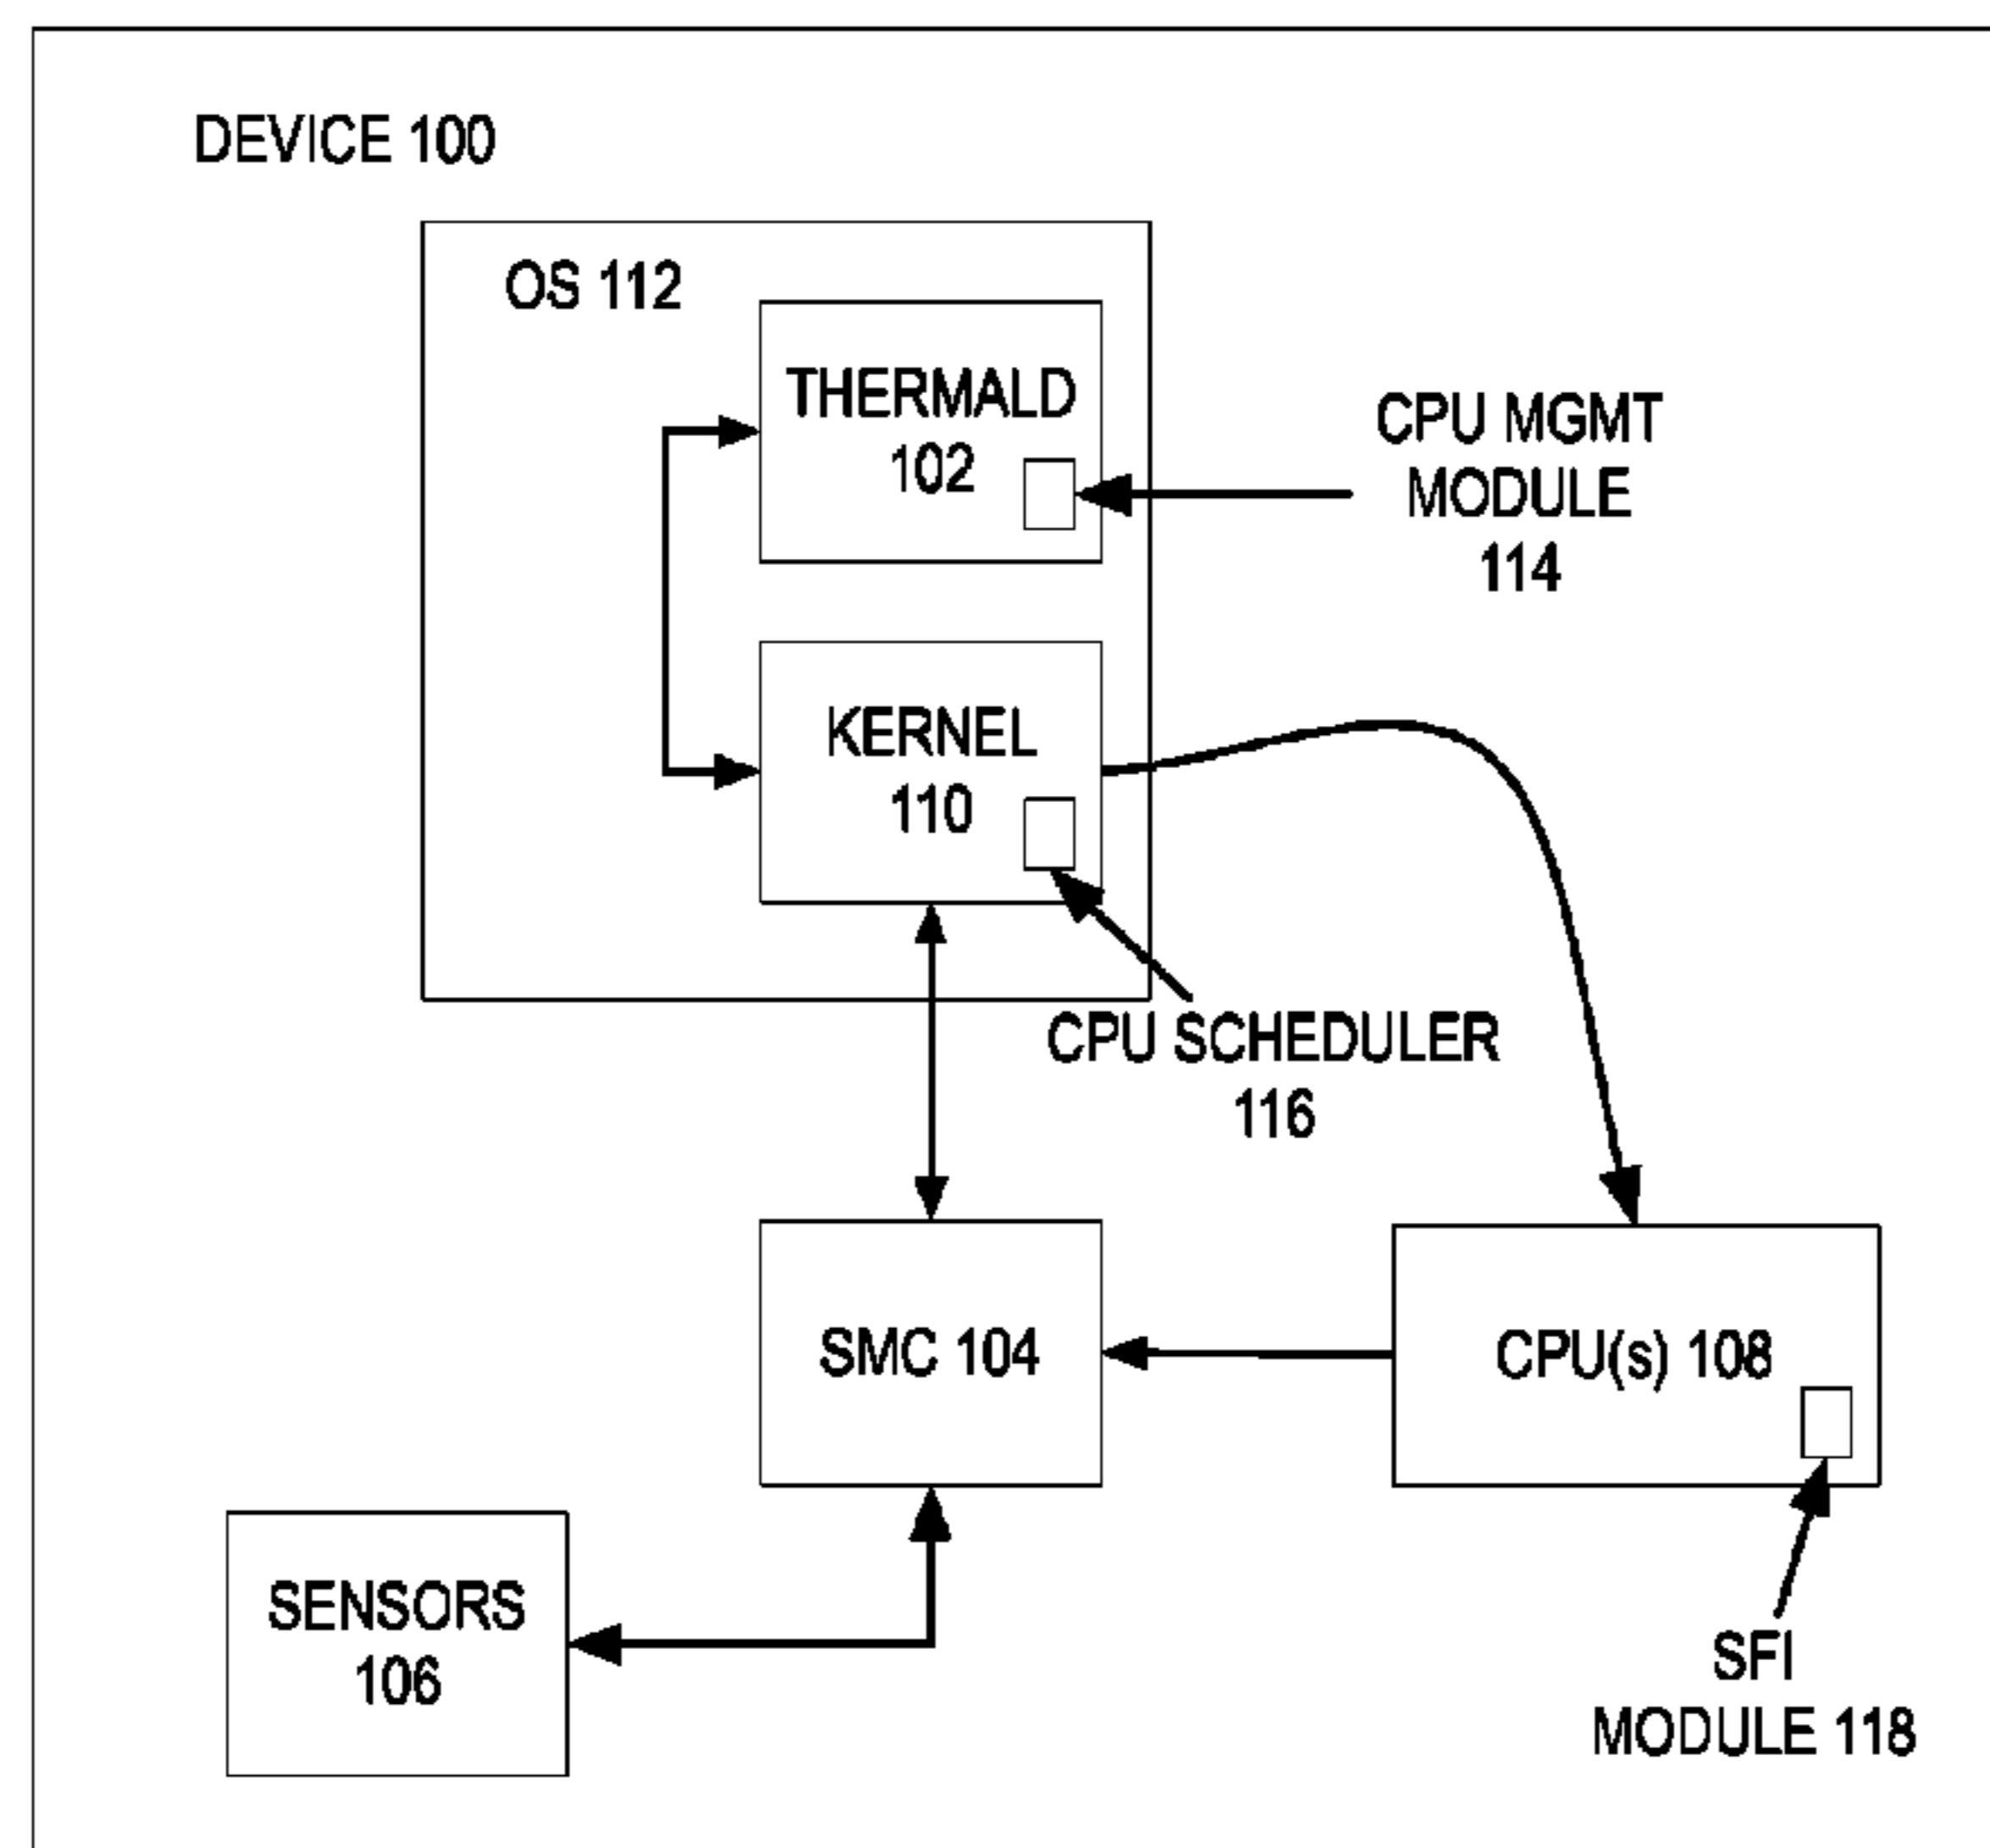 DEVICE 100
OS 112
THERMALD
102
CPU MGMT
MODULE
114
KERNEL
110
CPU SCHEDULER
116
SMC 104
CPU(s) 108
SENSORS
106
SFI
MODULE 118